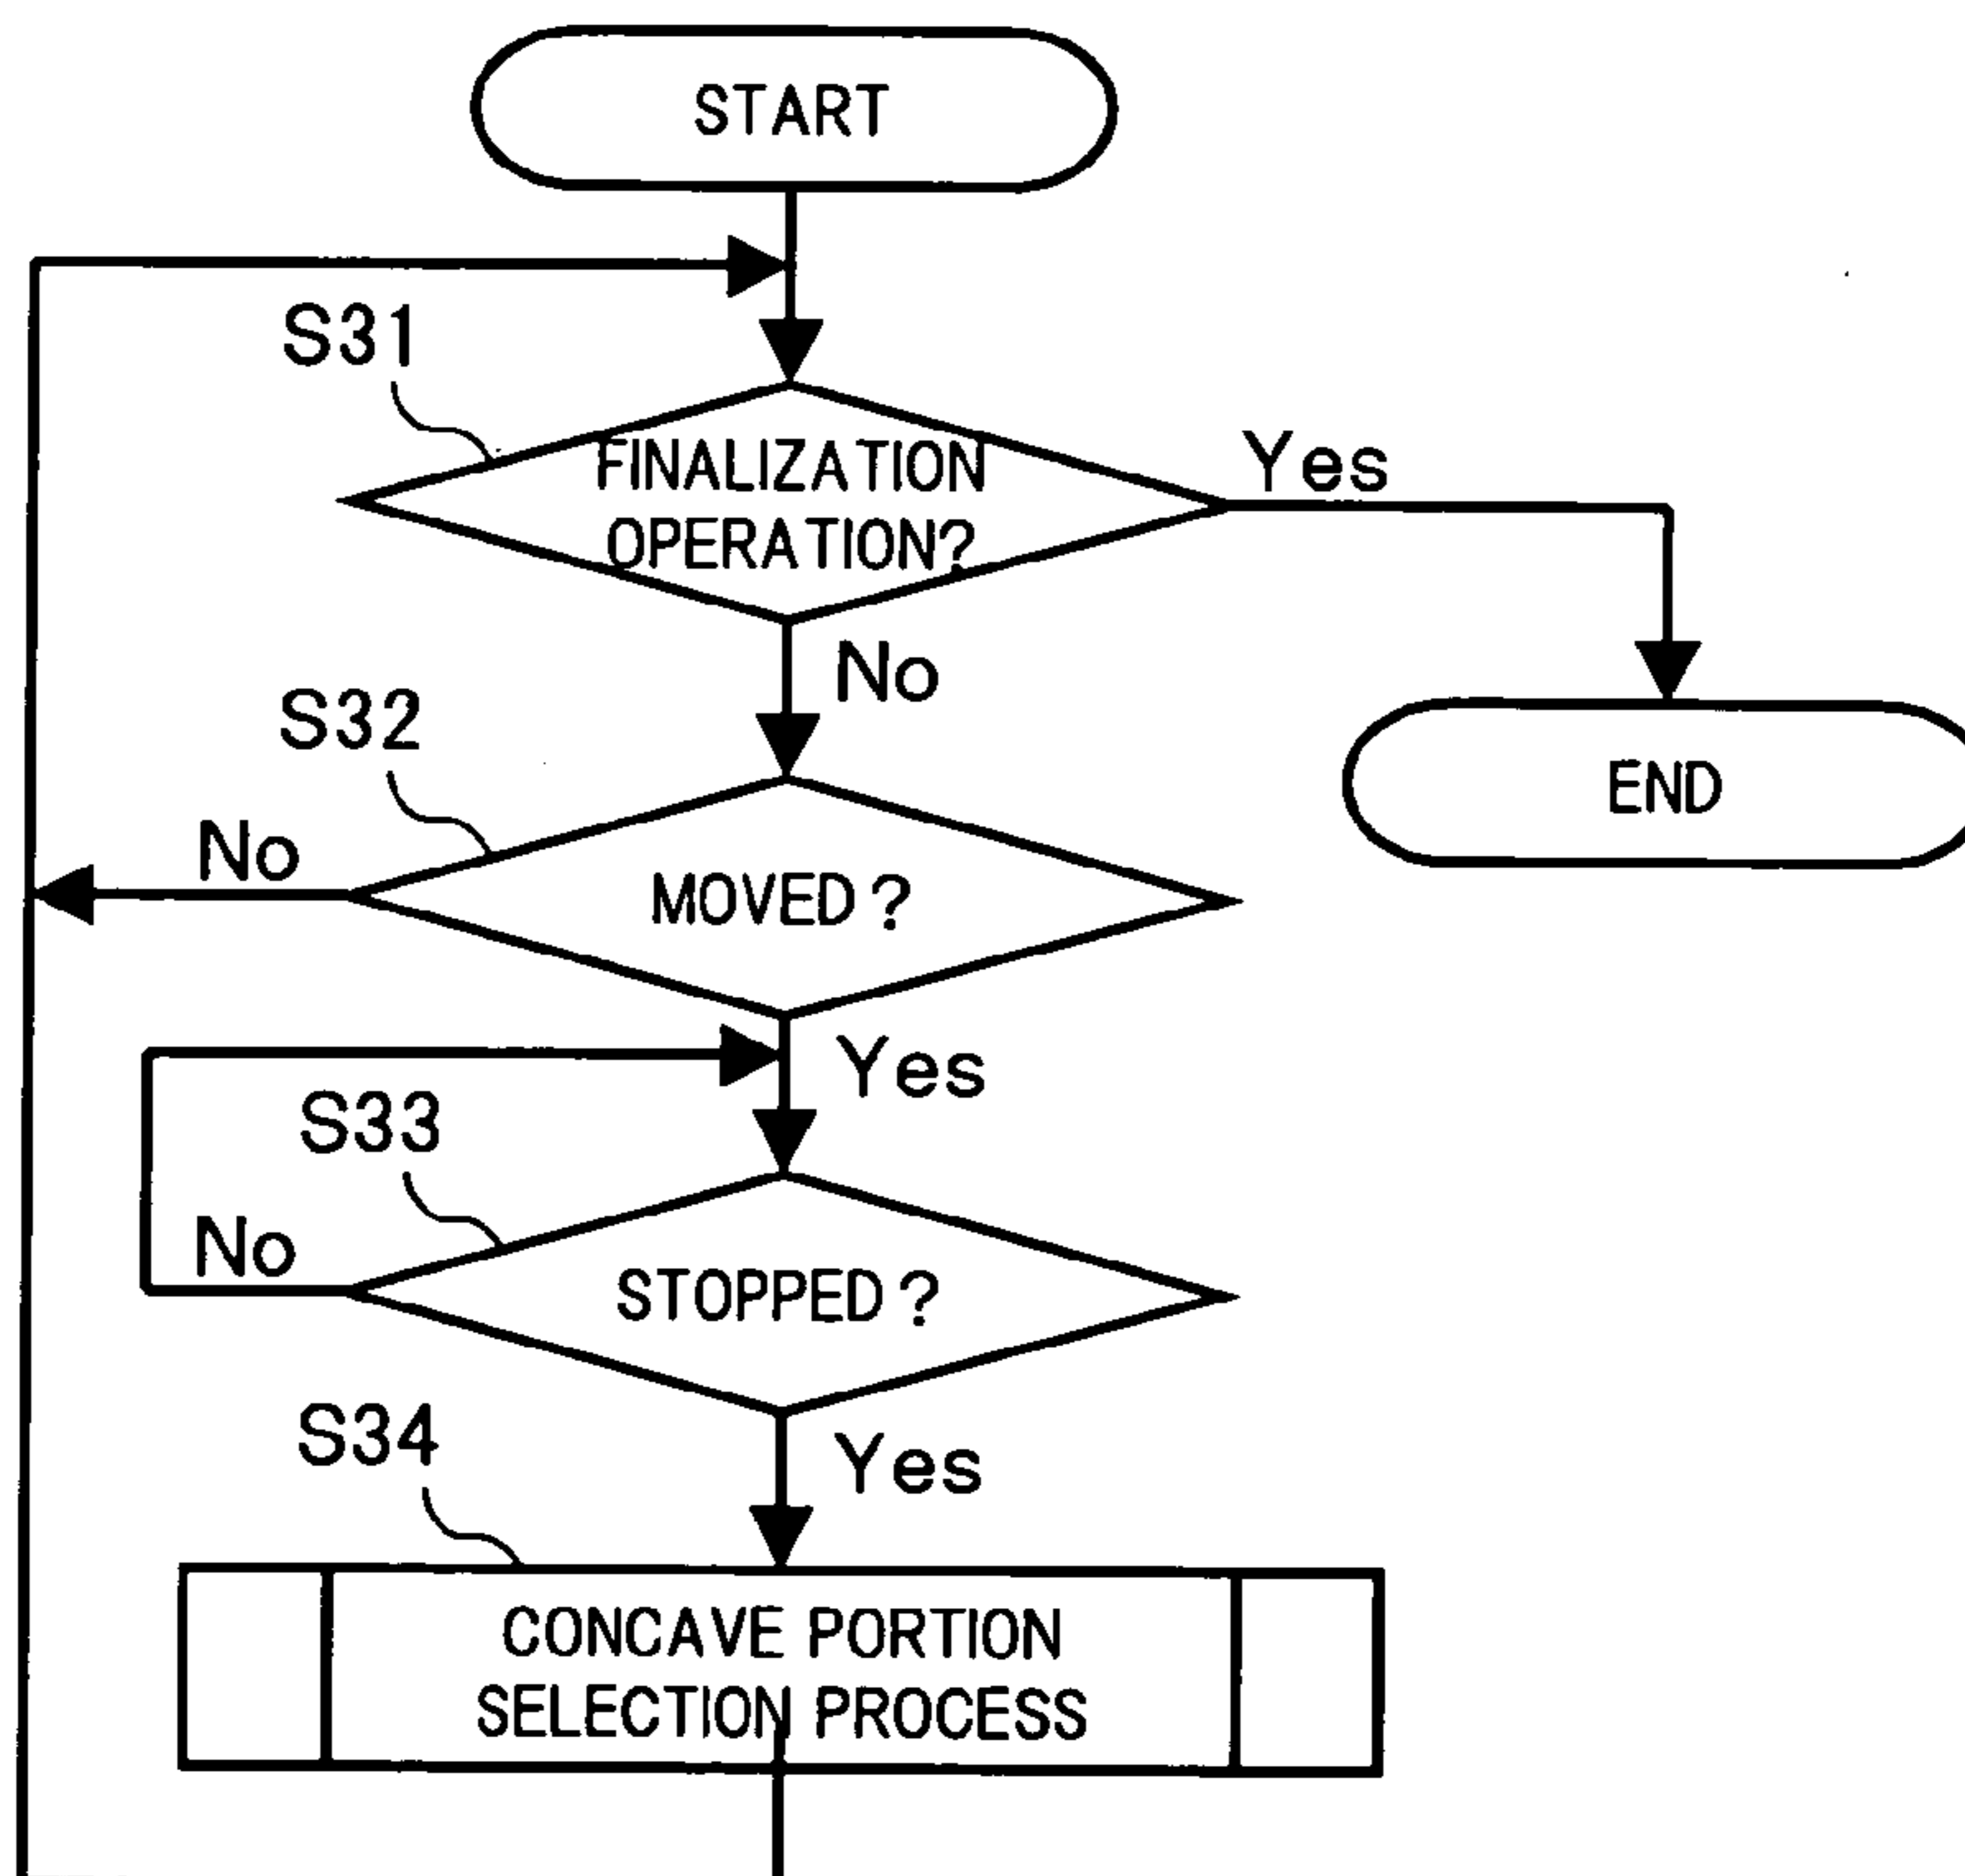 START
S31
FINALIZATION
OPERATION?
Yes
No
END
S32
No
MOVED?
Yes
S33
No
STOPPED?
Yes
S34
CONCAVE PORTION
SELECTION PROCESS